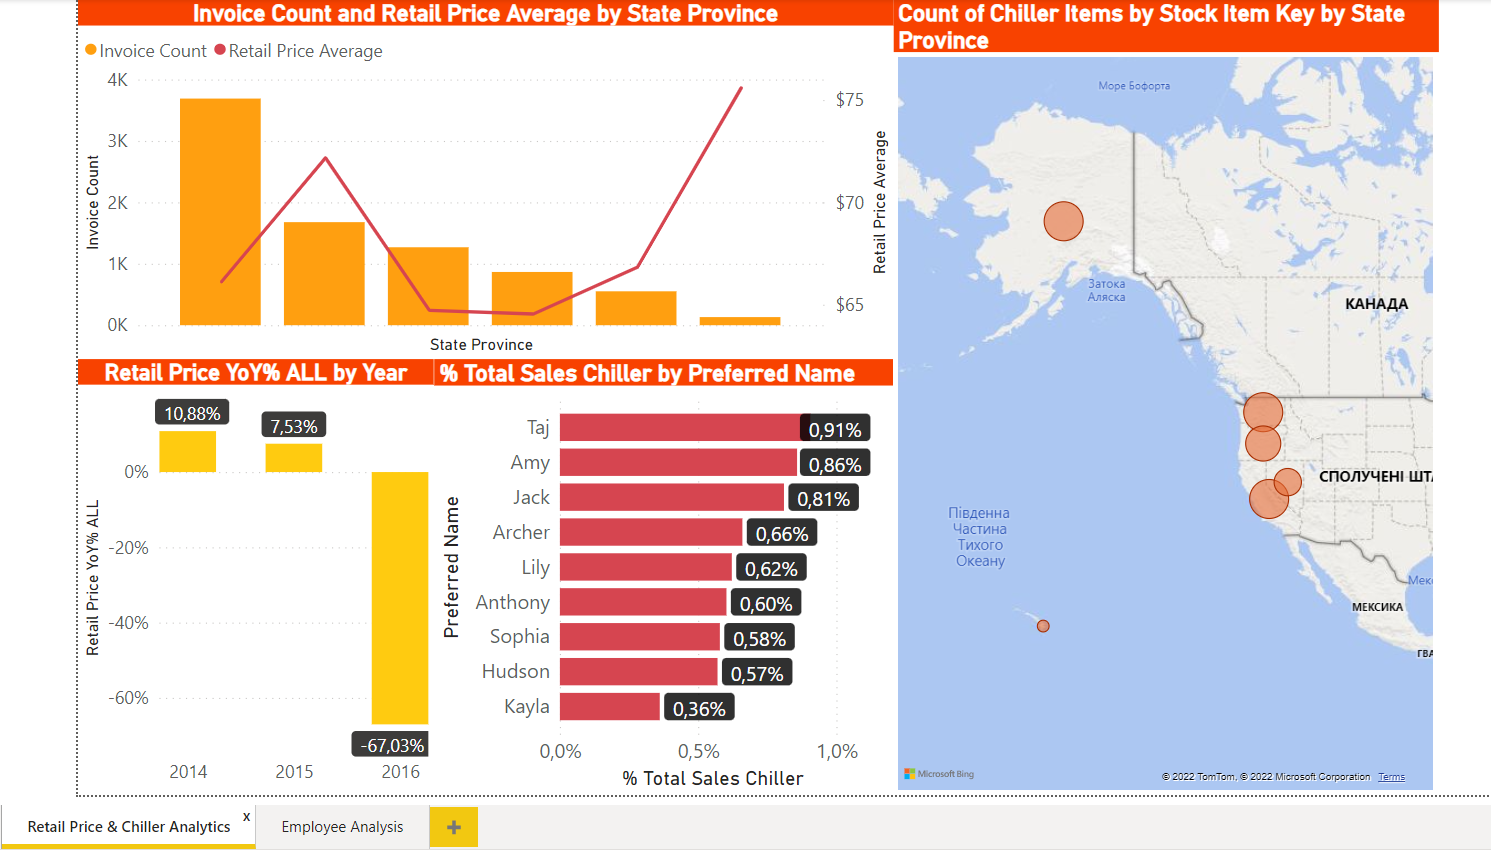 Invoice Count and Retail Price Average by State Province
Invoice Count
Retail Price Average
4K
3K
2K
1K
0K
Invoice Count
$75
$70
$65
Retail Price Average
State Province
Count of Chiller Items by Stock Item Key by State
Province
Море Бофорта
Затока
Аляска
КАНАДА
СПОЛУЧЕНІ ШТ
Південна
Частина
Тихого
Океану
Мек
МЕКСИКА
ГВА
Microsoft Bing
© 2022 TomTom, © 2022 Microsoft Corporation Terms
Retail Price YoY% ALL by Year
10,88%
7,53%
-67,03%
0%
-20%
-40%
-60%
Retail Price YoY% ALL
2014
2015
2016
% Total Sales Chiller by Preferred Name
Preferred Name
Taj 0,91%
Amy 0,86%
Jack 0,81%
Archer 0,66%
Lily 0,62%
Anthony 0,60%
Sophia 0,58%
Hudson 0,57%
Kayla 0,36%
0,0%
0,5%
1,0%
% Total Sales Chiller
Retail Price & Chiller Analytics
x
Employee Analysis
+